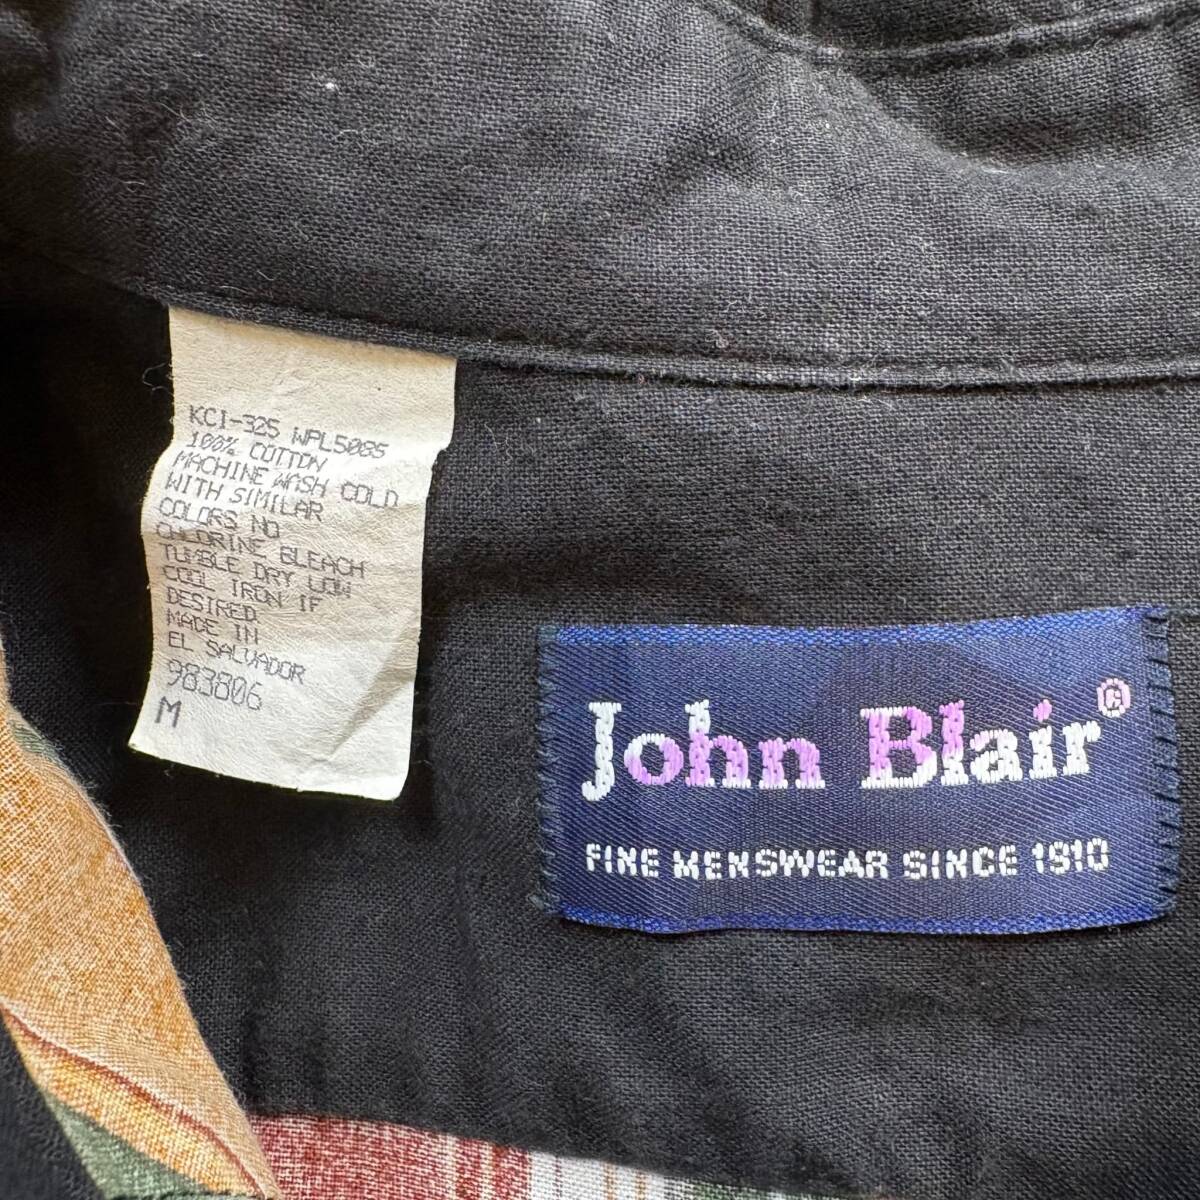 KCI-325 WPL5085
100% COTTON
MACHINE WASH COLD
WITH SIMILAR
COLORS NO
CHLORINE BLEACH
TUMBLE DRY LOW
COOL IRON IF
DESIRED
MADE IN
EL SALVADOR
983806
M
John Blair®
FINE MENSWEAR SINCE 1910